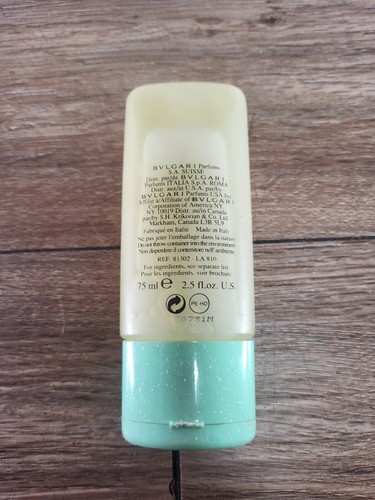 BVLGARI Parfums
S.A. SUISSE
Distr. par/da BVLGARI
Parfums ITALIA S.p.A. ROMA
Distr. aux/in U.S.A. par/by
BVLGARI Parfums USA Inc.
Affilié à/Affiliate of BVLGARI
Corporation of America NY
NY 10019 Distr. au/in Canada
par/by S.H. Krikorian & Co. Ltd.
Markham, Canada L3R 5L9
Fabriqué en Italie Made in Italy
Ne pas jeter l'emballage dans la nature
Do not throw container into the environment
Non disperdere il contenitore nell' ambiente
REF. 81302 - LA 810
For ingredients, see separate list
Pour les ingrédients, voir brochure
75 ml ℮ 2.5 fl.oz. U.S.
PE-HD